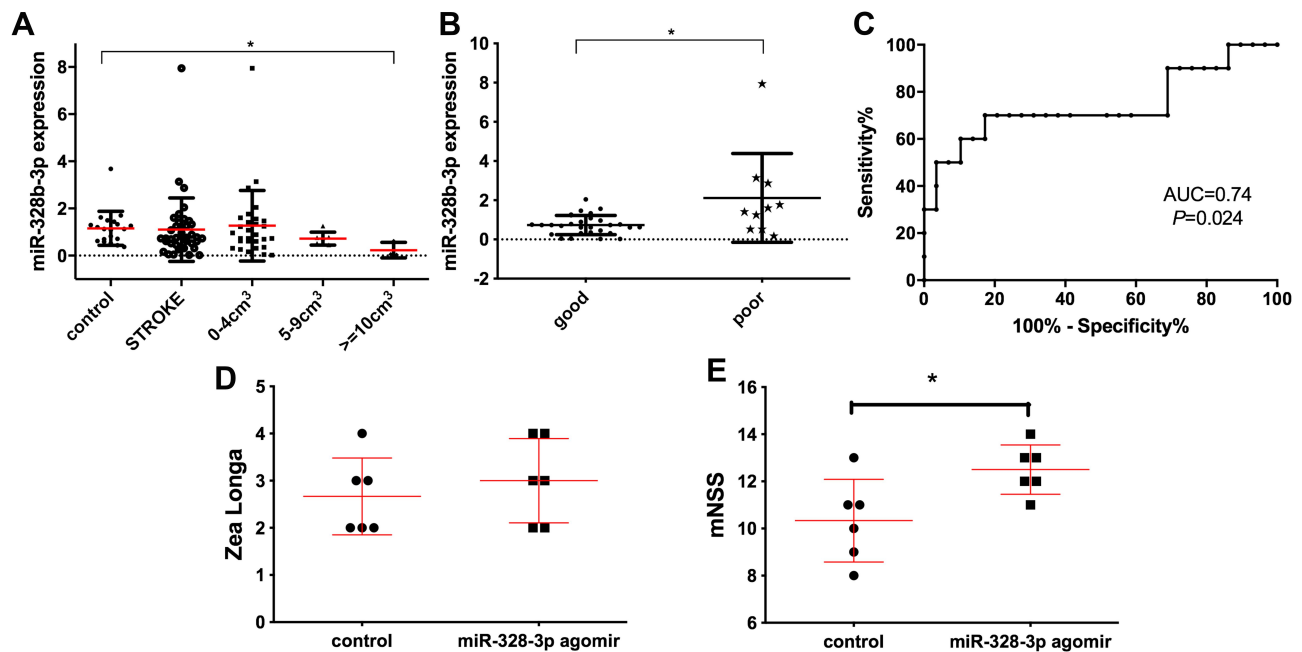 A
miR-328b-3p expression
8
6
4
2
0
*
control
STROKE
0-4cm³
5-9cm³
>=10cm³
B
miR-328b-3p expression
10
8
6
4
2
0
-2
*
good
poor
C
Sensitivity%
100
80
60
40
20
0
AUC=0.74
P=0.024
0
20
40
60
80
100
100% - Specificity%
D
Zea Longa
5
4
3
2
1
0
control
miR-328-3p agomir
E
mNSS
16
14
12
10
8
6
*
control
miR-328-3p agomir